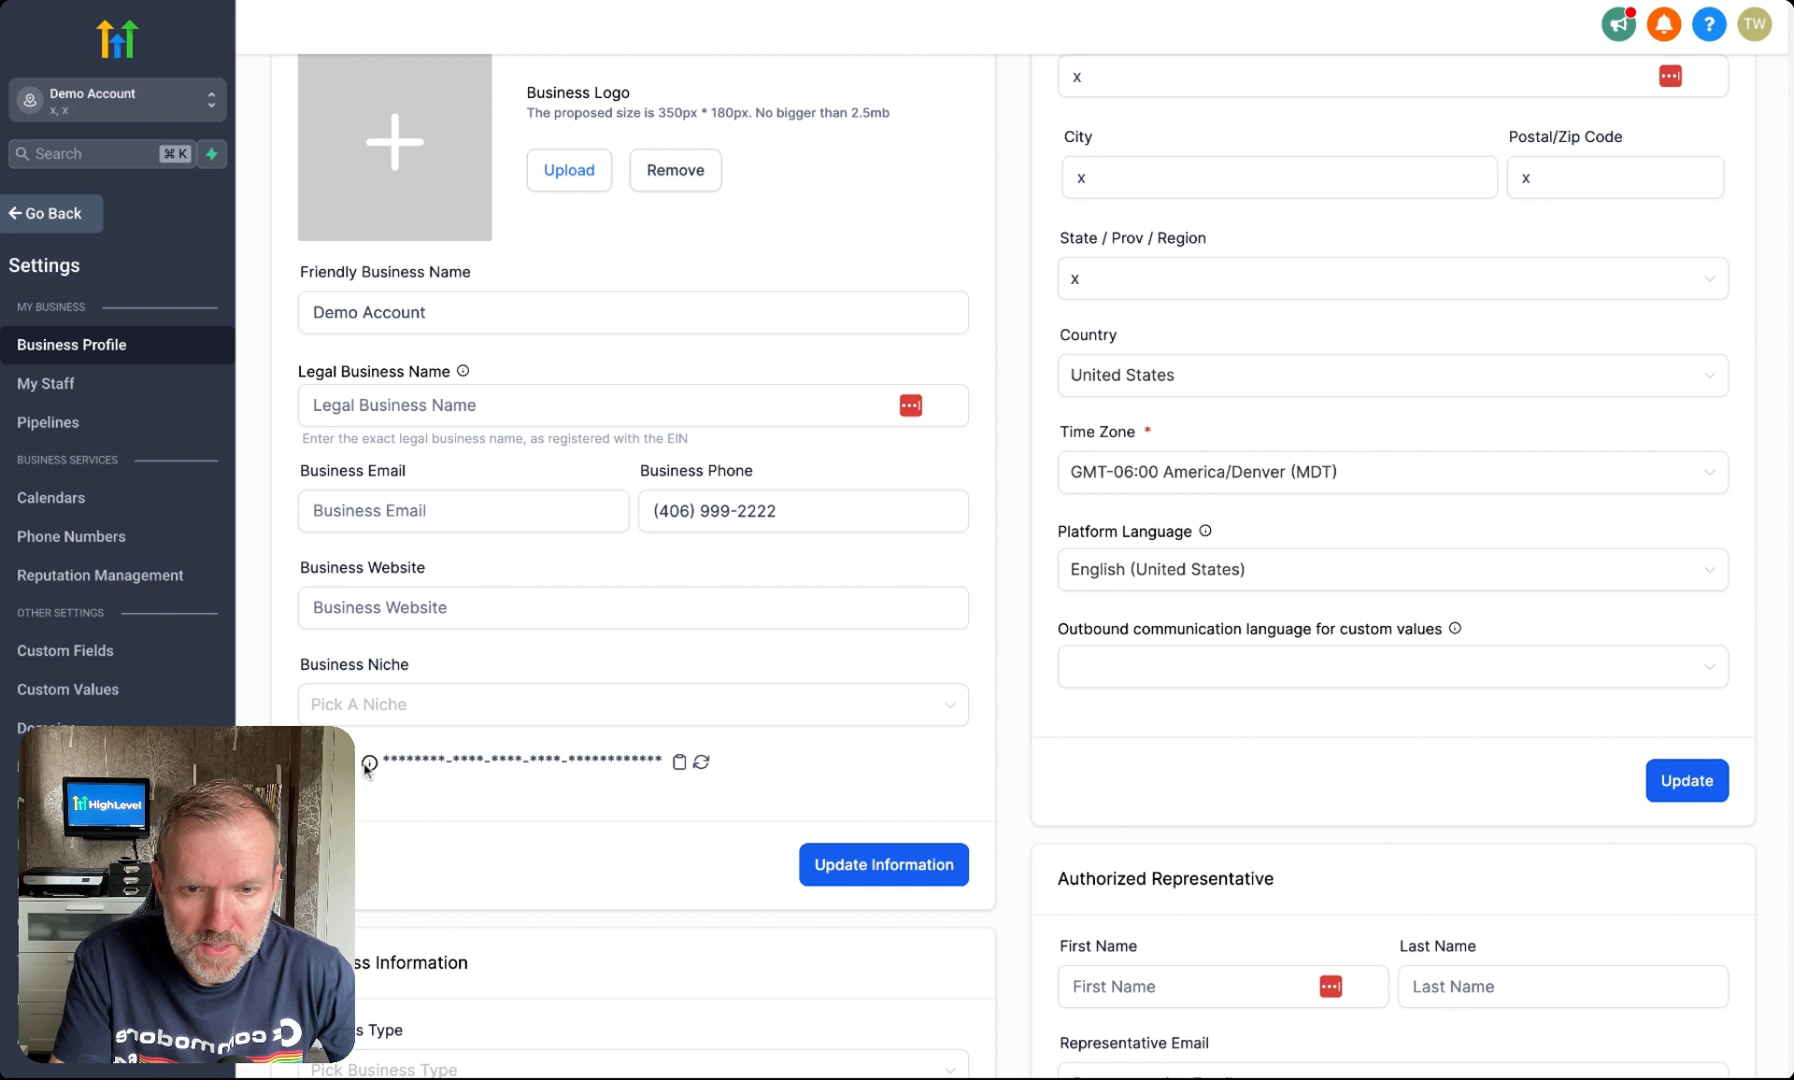 TW
Demo Account
x, x
Search
⌘ K
Go Back
Settings
MY BUSINESS
Business Profile
My Staff
Pipelines
BUSINESS SERVICES
Calendars
Phone Numbers
Reputation Management
OTHER SETTINGS
Custom Fields
Custom Values
Business Logo
The proposed size is 350px * 180px. No bigger than 2.5mb
Upload
Remove
Friendly Business Name
Demo Account
Legal Business Name
Legal Business Name
Enter the exact legal business name, as registered with the EIN
Business Email
Business Phone
Business Email
(406) 999-2222
Business Website
Business Website
Business Niche
Pick A Niche
********-****-****-****-************
Update Information
ss Information
s Type
Pick Business Type
x
City
Postal/Zip Code
x
x
State / Prov / Region
x
Country
United States
Time Zone *
GMT-06:00 America/Denver (MDT)
Platform Language
English (United States)
Outbound communication language for custom values
Update
Authorized Representative
First Name
Last Name
First Name
Last Name
Representative Email
HighLevel
commodore